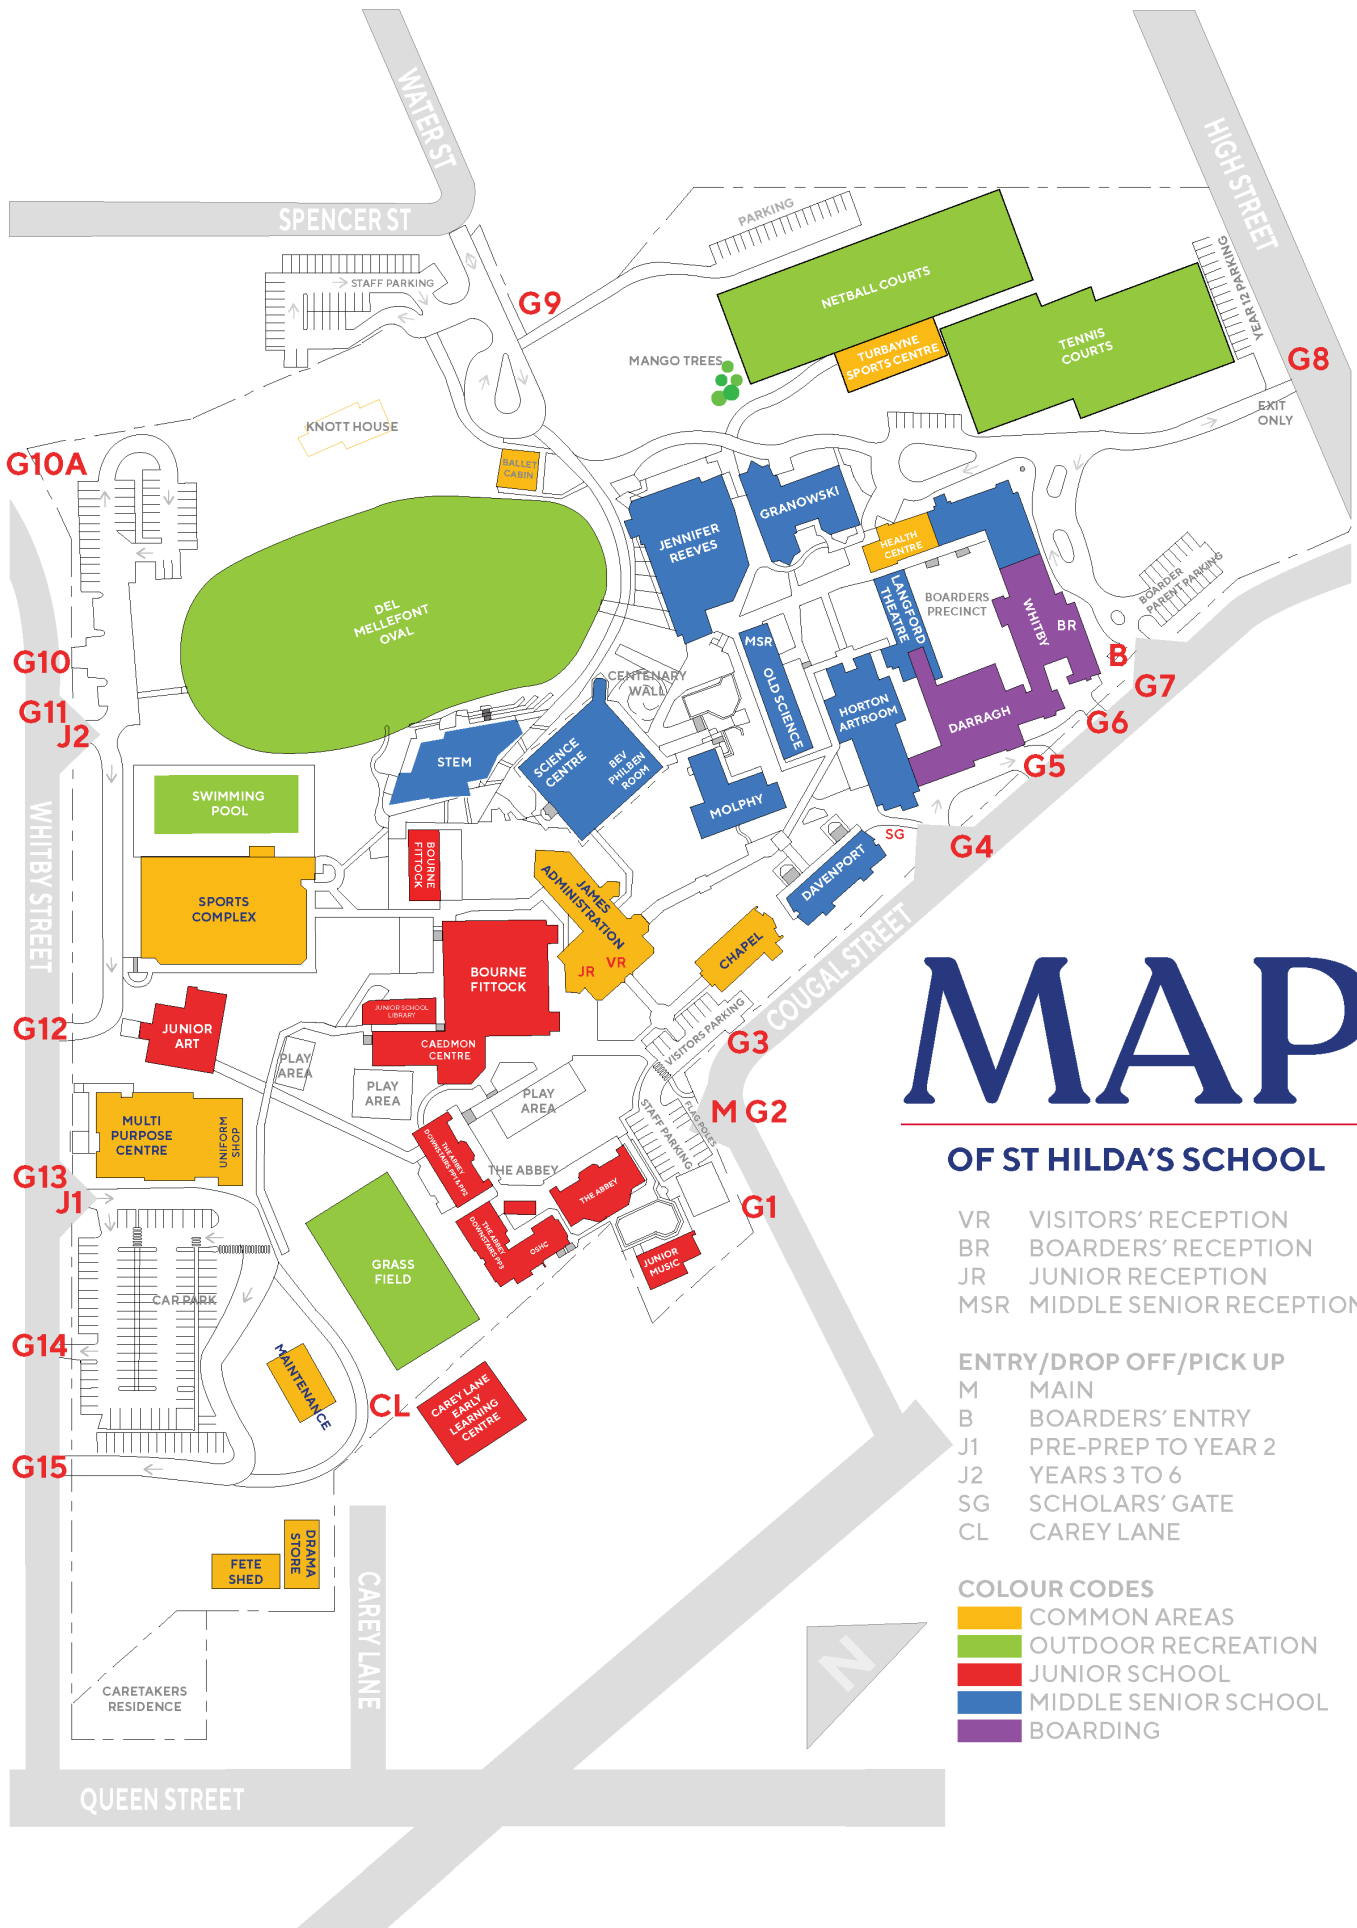 WATER ST
HIGH STREET
SPENCER ST
PARKING
STAFF PARKING
G9
NETBALL COURTS
YEAR 12 PARKING
TURBAYNE
SPORTS CENTRE
TENNIS
COURTS
MANGO TREES
G8
EXIT
ONLY
KNOTT HOUSE
G10A
BALLET
CABIN
GRANOWSKI
JENNIFER
REEVES
HEALTH
CENTRE
BOARDER
PARENT PARKING
DEL
MELLEFONT
OVAL
LANGFORD
THEATRE
BOARDERS
PRECINCT
WHITBY
BR
MSR
OLD SCIENCE
B
G10
G7
CENTENARY
WALL
G11
J2
HORTON
ARTROOM
DARRAGH
G6
G5
STEM
SCIENCE
CENTRE
BEV
PHILBEN
ROOM
MOLPHY
SWIMMING
POOL
WHITBY STREET
SG
G4
BOURNE
FITTOCK
DAVENPORT
JAMES
ADMINISTRATION
SPORTS
COMPLEX
CHAPEL
COUGAL STREET
JR
VR
BOURNE
FITTOCK
JUNIOR SCHOOL
LIBRARY
G12
JUNIOR
ART
CAEDMON
CENTRE
VISITORS PARKING
G3
PLAY
AREA
PLAY
AREA
PLAY
AREA
M G2
FLAG POLES
STAFF PARKING
MULTI
PURPOSE
CENTRE
UNIFORM
SHOP
THE ABBEY
DOWNSTAIRS PP1 & PP2
THE ABBEY
THE ABBEY
G13
J1
G1
THE ABBEY
DOWNSTAIRS PP3
OSHC
JUNIOR
MUSIC
GRASS
FIELD
CAR PARK
G14
MAINTENANCE
CL
CAREY LANE
EARLY
LEARNING
CENTRE
G15
DRAMA
STORE
FETE
SHED
CAREY LANE
CARETAKERS
RESIDENCE
QUEEN STREET
N
MAP
OF ST HILDA'S SCHOOL
VR VISITORS' RECEPTION
BR BOARDERS' RECEPTION
JR JUNIOR RECEPTION
MSR MIDDLE SENIOR RECEPTION
ENTRY/DROP OFF/PICK UP
M MAIN
B BOARDERS' ENTRY
J1 PRE-PREP TO YEAR 2
J2 YEARS 3 TO 6
SG SCHOLARS' GATE
CL CAREY LANE
COLOUR CODES
COMMON AREAS
OUTDOOR RECREATION
JUNIOR SCHOOL
MIDDLE SENIOR SCHOOL
BOARDING